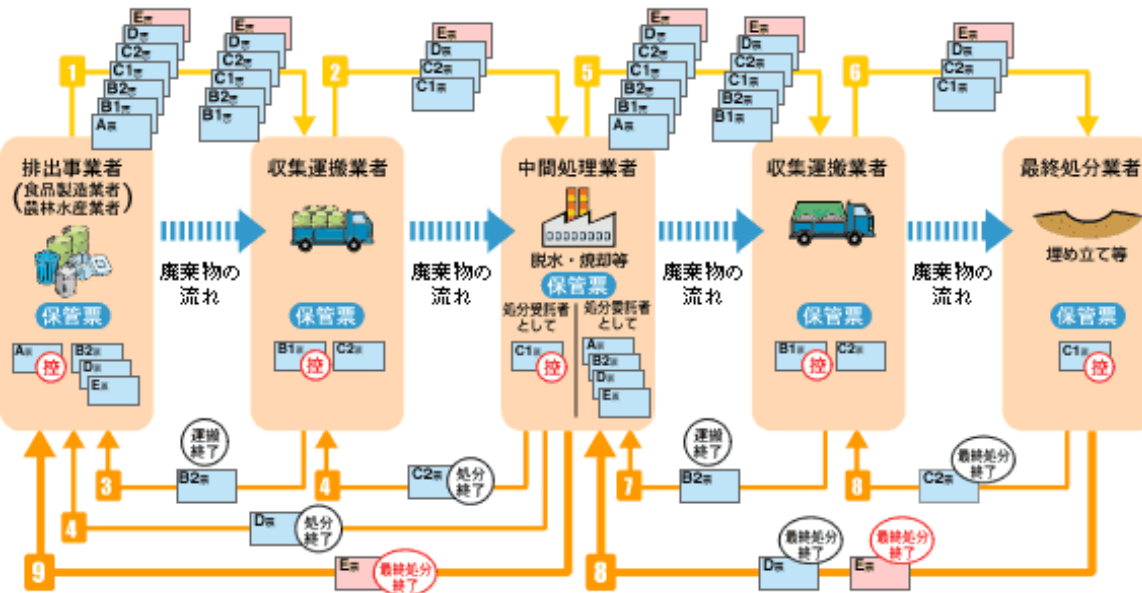 1
E票
D票
C2票
C1票
B2票
B1票
A票
E票
D票
C2票
C1票
B2票
B1票
2
E票
D票
C2票
C1票
5
E票
D票
C2票
C1票
B2票
B1票
A票
E票
D票
C2票
C1票
B2票
B1票
6
E票
D票
C2票
C1票
排出事業者
(食品製造業者
農林水産業者)
保管票
A票
控
B2票
D票
E票
廃棄物の
流れ
収集運搬業者
保管票
B1票
控
C2票
廃棄物の
流れ
中間処理業者
脱水・焼却等
保管票
処分受託者
として
C1票
控
処分委託者
として
A票
B2票
D票
E票
廃棄物の
流れ
収集運搬業者
保管票
B1票
控
C2票
廃棄物の
流れ
最終処分業者
埋め立て等
保管票
C1票
控
3
運搬
終了
B2票
4
C2票
処分
終了
7
運搬
終了
B2票
8
C2票
最終処分
終了
4
D票
処分
終了
9
E票
最終処分
終了
8
D票
最終処分
終了
E票
最終処分
終了